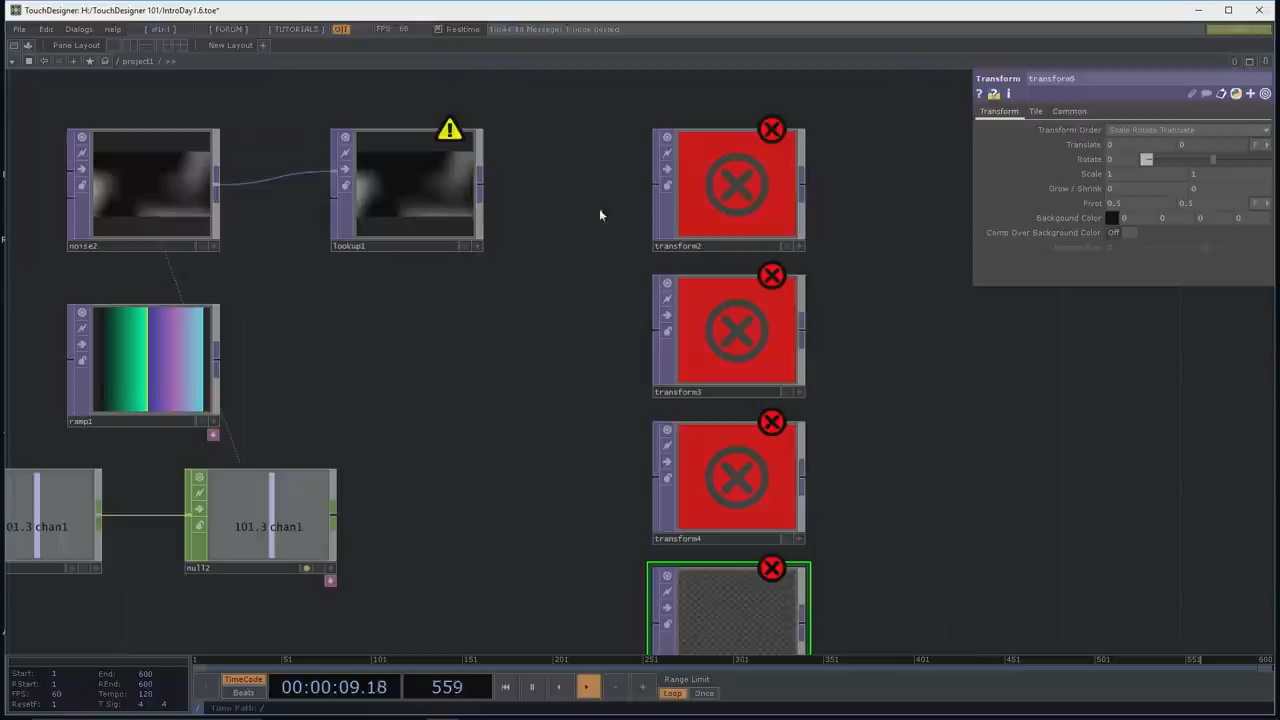 TouchDesigner: H:/TouchDesigner 101/IntroDay1.6.toe*
File Edit Dialogs Help [ FORUM ] [ TUTORIALS ] FPS: 60 Realtime
Pane Layout New Layout +
/ project1 / >>
Transform transform5
Transform Tile Common
Transform Order Scale Rotate Translate
Translate 0 0
Rotate 0
Scale 1 1
Grow / Shrink 0 0
Pivot 0.5 0.5
Background Color 0 0 0 0
Comp Over Background Color Off
noise2
lookup1
transform2
ramp1
transform3
01.3 chan1
101.3 chan1
null2
transform4
1 51 101 151 201 251 301 351 401 451 501 551 600
Start: 1 End: 600
RStart: 1 REnd: 600
FPS: 60 Tempo: 120
ResetF: 1 T Sig: 4 4
TimeCode
Beats
00:00:09.18
559
Range Limit
Loop Once
/ Time Path: /